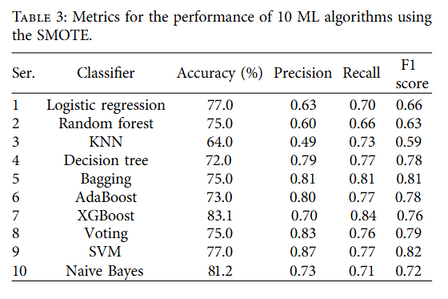 TABLE 3: Metrics for the performance of 10 ML algorithms using
the SMOTE.
Ser. Classifier Accuracy (%) Precision Recall F1 score
1 Logistic regression 77.0 0.63 0.70 0.66
2 Random forest 75.0 0.60 0.66 0.63
3 KNN 64.0 0.49 0.73 0.59
4 Decision tree 72.0 0.79 0.77 0.78
5 Bagging 75.0 0.81 0.81 0.81
6 AdaBoost 73.0 0.80 0.77 0.78
7 XGBoost 83.1 0.70 0.84 0.76
8 Voting 75.0 0.83 0.76 0.79
9 SVM 77.0 0.87 0.77 0.82
10 Naive Bayes 81.2 0.73 0.71 0.72